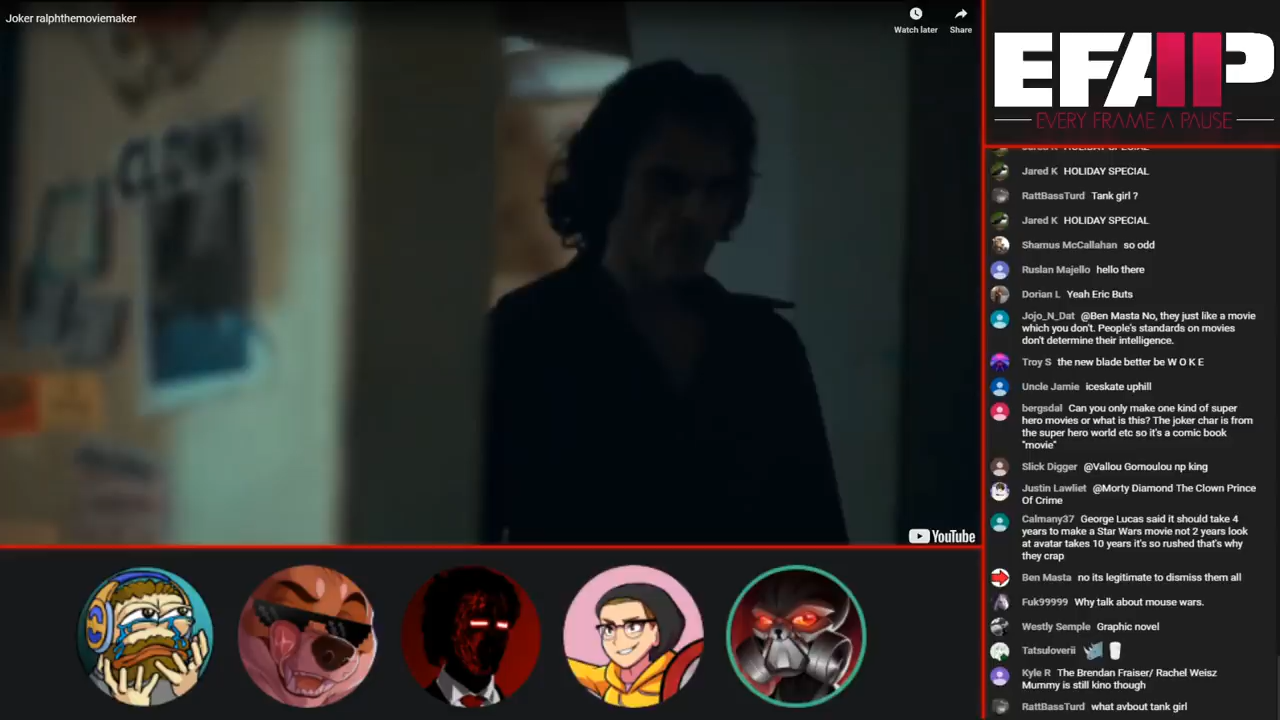 Joker ralphthemoviemaker
Watch later
Share
CLOWN
YouTube
EFAP
EVERY FRAME A PAUSE
Jared K HOLIDAY SPECIAL
Jared K HOLIDAY SPECIAL
RattBassTurd Tank girl ?
Jared K HOLIDAY SPECIAL
Shamus McCallahan so odd
Ruslan Majello hello there
Dorian L Yeah Eric Buts
Jojo_N_Dat @Ben Masta No, they just like a movie
which you don't. People's standards on movies
don't determine their intelligence.
Troy S the new blade better be W O K E
Uncle Jamie iceskate uphill
bergsdal Can you only make one kind of super
hero movies or what is this? The joker char is from
the super hero world etc so it's a comic book
"movie"
Slick Digger @Vallou Gomoulou np king
Justin Lawliet @Morty Diamond The Clown Prince
Of Crime
Calmany37 George Lucas said it should take 4
years to make a Star Wars movie not 2 years look
at avatar takes 10 years it's so rushed that's why
they crap
Ben Masta no its legitimate to dismiss them all
Fuk99999 Why talk about mouse wars.
Westly Semple Graphic novel
Tatsuloverii
Kyle R The Brendan Fraiser/ Rachel Weisz
Mummy is still kino though
RattBassTurd what avbout tank girl